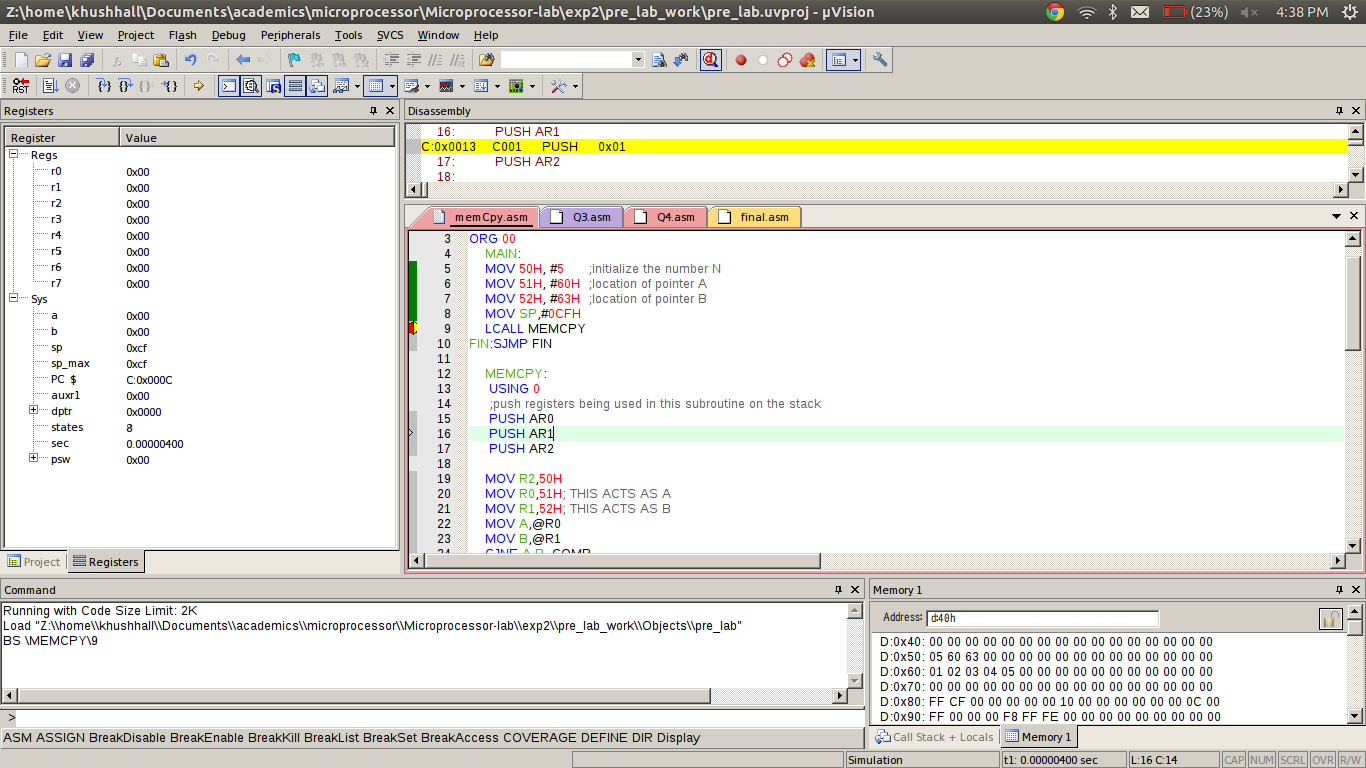 Z:\home\khushhall\Documents\academics\microprocessor\Microprocessor-lab\exp2\pre_lab_work\pre_lab.uvproj - µVision
(23%) 4:38 PM
File Edit View Project Flash Debug Peripherals Tools SVCS Window Help
Registers
Register Value
Regs
r0 0x00
r1 0x00
r2 0x00
r3 0x00
r4 0x00
r5 0x00
r6 0x00
r7 0x00
Sys
a 0x00
b 0x00
sp 0xcf
sp_max 0xcf
PC $ C:0x000C
auxr1 0x00
dptr 0x0000
states 8
sec 0.00000400
psw 0x00
Project Registers
Disassembly
16: PUSH AR1
C:0x0013 C001 PUSH 0x01
17: PUSH AR2
18:
memCpy.asm Q3.asm Q4.asm final.asm
3 ORG 00
4 MAIN:
5 MOV 50H, #5 ;initialize the number N
6 MOV 51H, #60H ;location of pointer A
7 MOV 52H, #63H ;location of pointer B
8 MOV SP,#0CFH
9 LCALL MEMCPY
10 FIN:SJMP FIN
11
12 MEMCPY:
13 USING 0
14 ;push registers being used in this subroutine on the stack
15 PUSH AR0
16 PUSH AR1
17 PUSH AR2
18
19 MOV R2,50H
20 MOV R0,51H; THIS ACTS AS A
21 MOV R1,52H; THIS ACTS AS B
22 MOV A,@R0
23 MOV B,@R1
Command
Running with Code Size Limit: 2K
Load "Z:\\home\\khushhall\\Documents\\academics\\microprocessor\\Microprocessor-lab\\exp2\\pre_lab_work\\Objects\\pre_lab"
BS \MEMCPY\9
>
ASM ASSIGN BreakDisable BreakEnable BreakKill BreakList BreakSet BreakAccess COVERAGE DEFINE DIR Display
Memory 1
Address: d:40h
D:0x40: 00 00 00 00 00 00 00 00 00 00 00 00 00 00 00 00
D:0x50: 05 60 63 00 00 00 00 00 00 00 00 00 00 00 00 00
D:0x60: 01 02 03 04 05 00 00 00 00 00 00 00 00 00 00 00
D:0x70: 00 00 00 00 00 00 00 00 00 00 00 00 00 00 00 00
D:0x80: FF CF 00 00 00 00 00 10 00 00 00 00 00 00 0C 00
D:0x90: FF 00 00 00 F8 FF FE 00 00 00 00 00 00 00 00 00
Call Stack + Locals Memory 1
Simulation t1: 0.00000400 sec L:16 C:14 CAP NUM SCRL OVR R/W